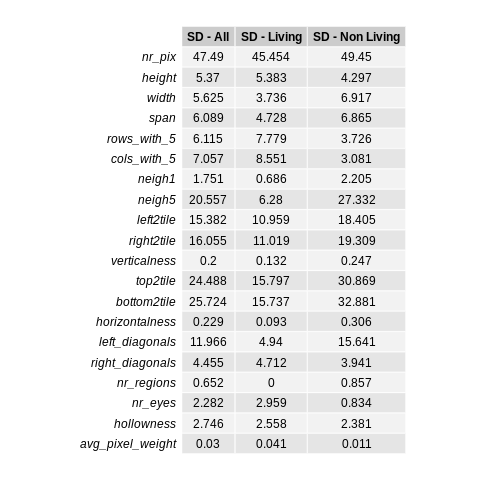 SD - All SD - Living SD - Non Living
nr_pix 47.49 45.454 49.45
height 5.37 5.383 4.297
width 5.625 3.736 6.917
span 6.089 4.728 6.865
rows_with_5 6.115 7.779 3.726
cols_with_5 7.057 8.551 3.081
neigh1 1.751 0.686 2.205
neigh5 20.557 6.28 27.332
left2tile 15.382 10.959 18.405
right2tile 16.055 11.019 19.309
verticalness 0.2 0.132 0.247
top2tile 24.488 15.797 30.869
bottom2tile 25.724 15.737 32.881
horizontalness 0.229 0.093 0.306
left_diagonals 11.966 4.94 15.641
right_diagonals 4.455 4.712 3.941
nr_regions 0.652 0 0.857
nr_eyes 2.282 2.959 0.834
hollowness 2.746 2.558 2.381
avg_pixel_weight 0.03 0.041 0.011